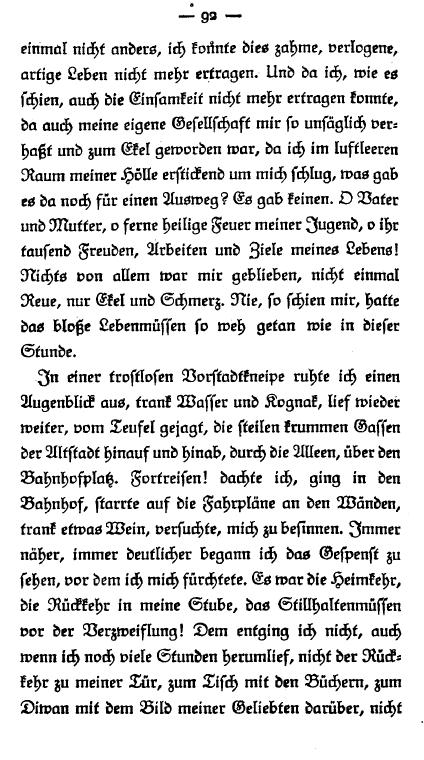 — 92 —
einmal nicht anders, ich konnte dies zahme, verlogene,
artige Leben nicht mehr ertragen. Und da ich, wie es
schien, auch die Einsamkeit nicht mehr ertragen konnte,
da auch meine eigene Gesellschaft mir so unsäglich ver-
haßt und zum Ekel geworden war, da ich im luftleeren
Raum meiner Hölle erstickend um mich schlug, was gab
es da noch für einen Ausweg? Es gab keinen. O Vater
und Mutter, o ferne heilige Feuer meiner Jugend, o ihr
tausend Freuden, Arbeiten und Ziele meines Lebens!
Nichts von allem war mir geblieben, nicht einmal
Reue, nur Ekel und Schmerz. Nie, so schien mir, hatte
das bloße Lebenmüssen so weh getan wie in dieser
Stunde.
In einer trostlosen Vorstadtkneipe ruhte ich einen
Augenblick aus, trank Wasser und Kognak, lief wieder
weiter, vom Teufel gejagt, die steilen krummen Gassen
der Altstadt hinauf und hinab, durch die Alleen, über den
Bahnhofplatz. Fortreisen! dachte ich, ging in den
Bahnhof, starrte auf die Fahrpläne an den Wänden,
trank etwas Wein, versuchte, mich zu besinnen. Immer
näher, immer deutlicher begann ich das Gespenst zu
sehen, vor dem ich mich fürchtete. Es war die Heimkehr,
die Rückkehr in meine Stube, das Stillhaltenmüssen
vor der Verzweiflung! Dem entging ich nicht, auch
wenn ich noch viele Stunden herumlief, nicht der Rück-
kehr zu meiner Tür, zum Tisch mit den Büchern, zum
Diwan mit dem Bild meiner Geliebten darüber, nicht